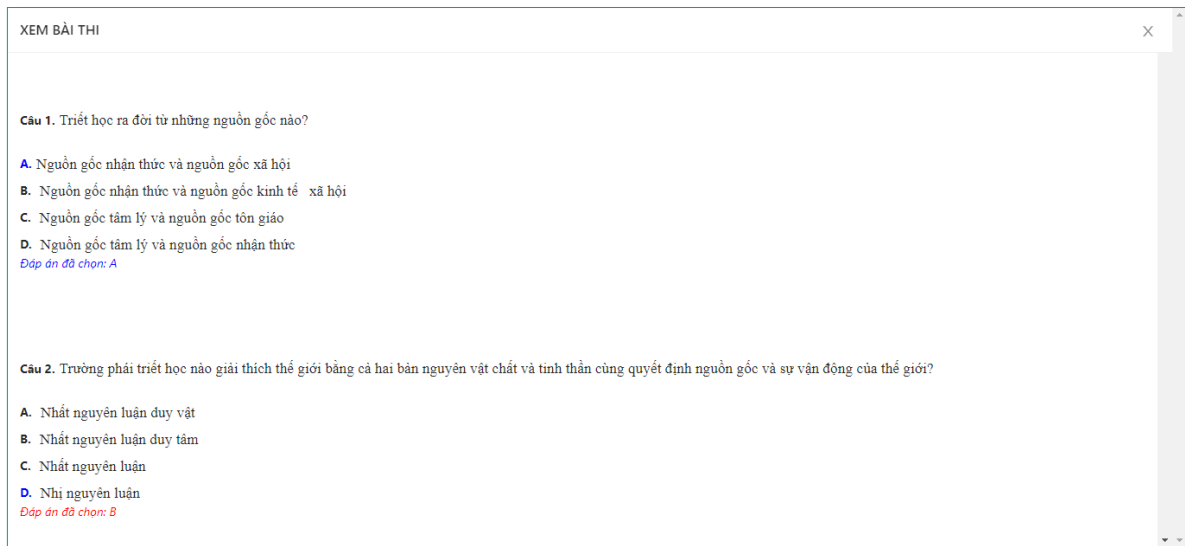 XEM BÀI THI
Câu 1. Triết học ra đời từ những nguồn gốc nào?
A. Nguồn gốc nhận thức và nguồn gốc xã hội
B. Nguồn gốc nhận thức và nguồn gốc kinh tế xã hội
C. Nguồn gốc tâm lý và nguồn gốc tôn giáo
D. Nguồn gốc tâm lý và nguồn gốc nhận thức
Đáp án đã chọn: A
Câu 2. Trường phái triết học nào giải thích thế giới bằng cả hai bản nguyên vật chất và tinh thần cùng quyết định nguồn gốc và sự vận động của thế giới?
A. Nhất nguyên luận duy vật
B. Nhất nguyên luận duy tâm
C. Nhất nguyên luận
D. Nhị nguyên luận
Đáp án đã chọn: B